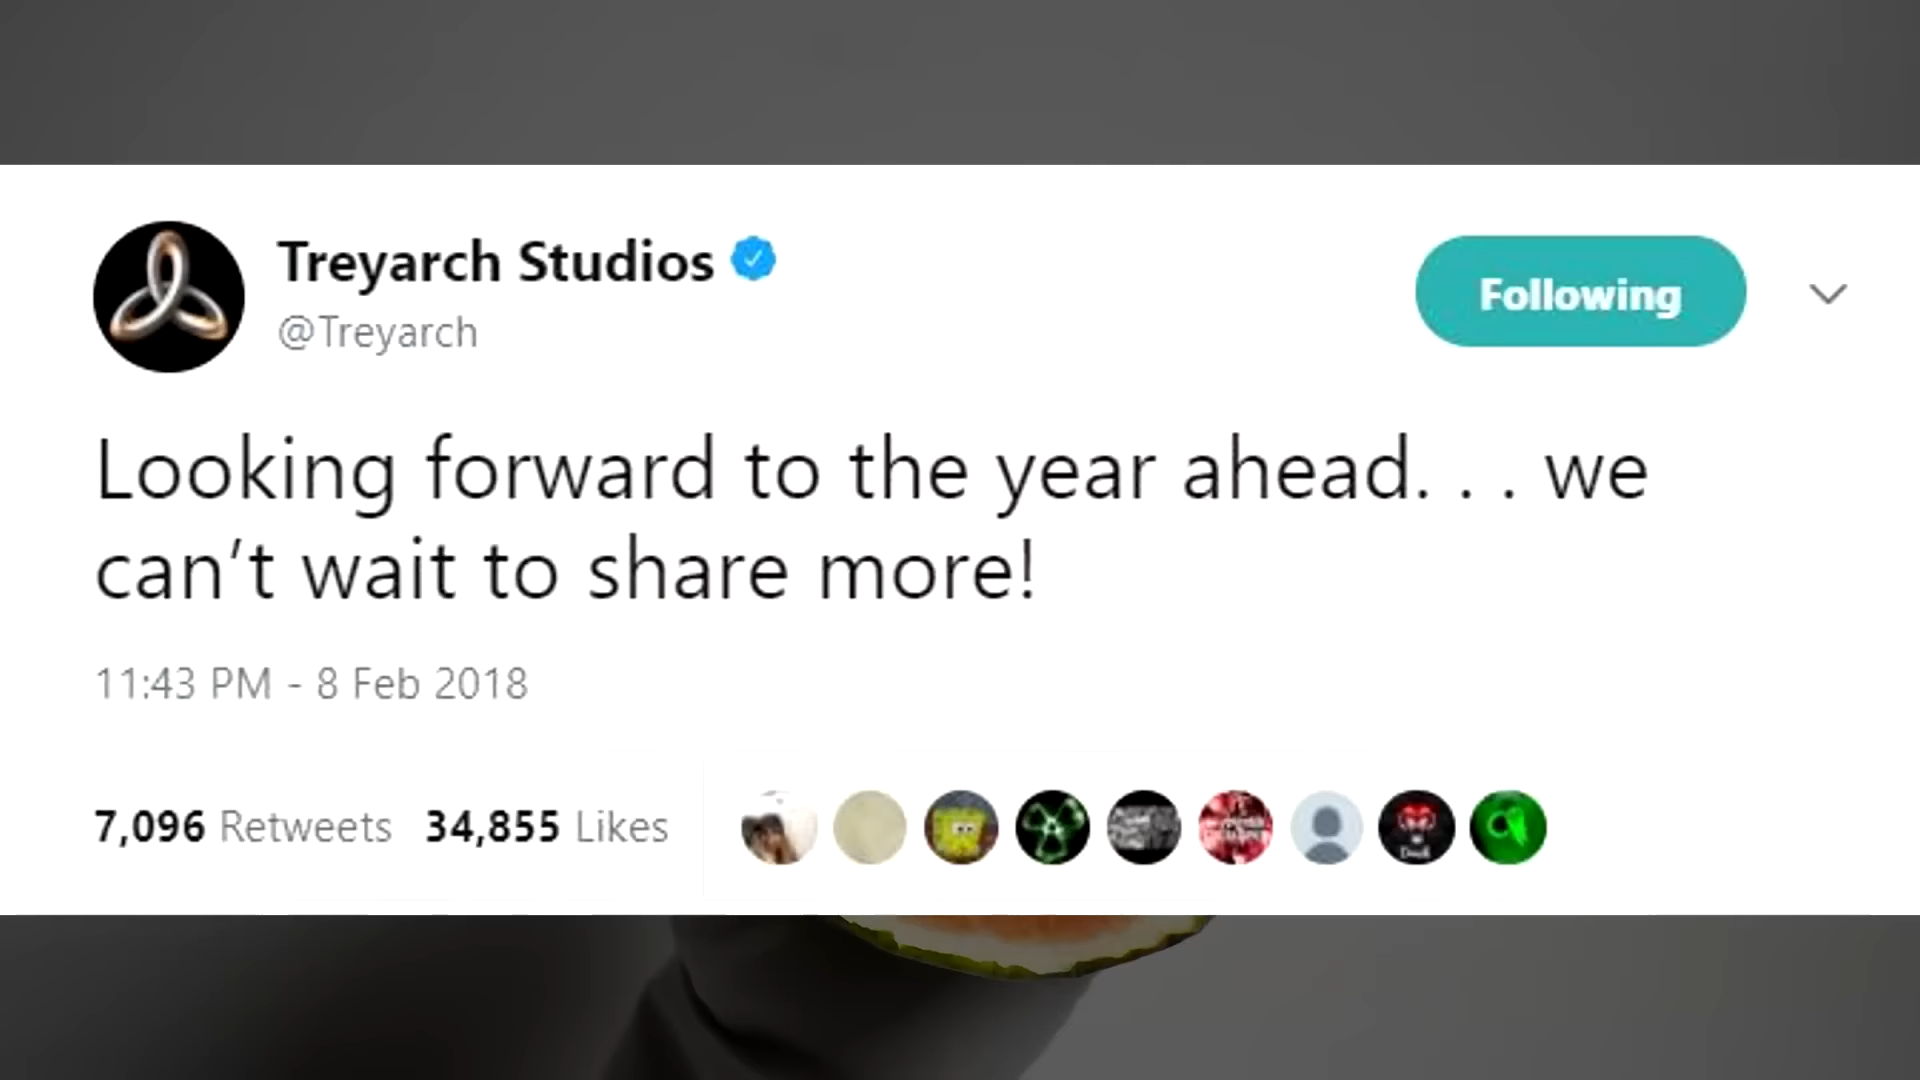 Treyarch Studios
@Treyarch
Following
Looking forward to the year ahead. . . we
can’t wait to share more!
11:43 PM - 8 Feb 2018
7,096 Retweets 34,855 Likes